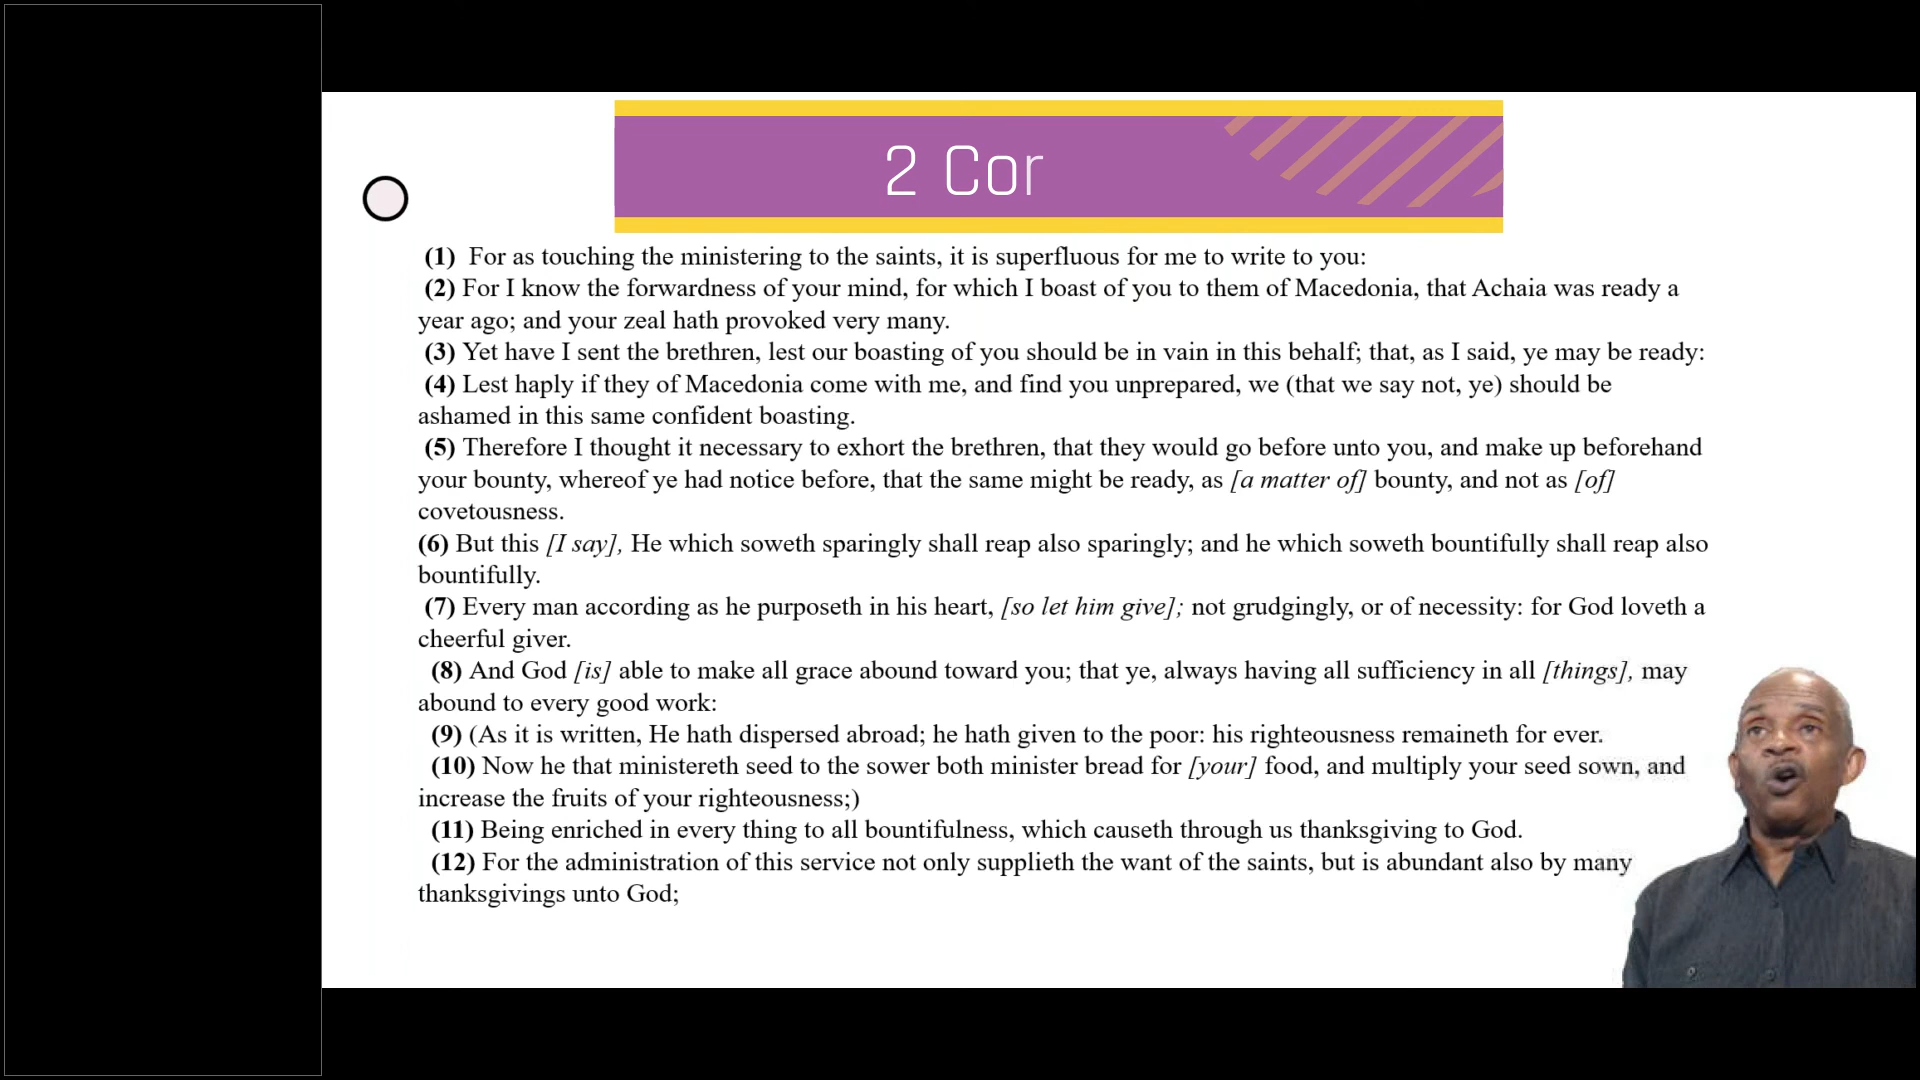 2 Cor
(1) For as touching the ministering to the saints, it is superfluous for me to write to you:
(2) For I know the forwardness of your mind, for which I boast of you to them of Macedonia, that Achaia was ready a
year ago; and your zeal hath provoked very many.
(3) Yet have I sent the brethren, lest our boasting of you should be in vain in this behalf; that, as I said, ye may be ready:
(4) Lest haply if they of Macedonia come with me, and find you unprepared, we (that we say not, ye) should be
ashamed in this same confident boasting.
(5) Therefore I thought it necessary to exhort the brethren, that they would go before unto you, and make up beforehand
your bounty, whereof ye had notice before, that the same might be ready, as [a matter of] bounty, and not as [of]
covetousness.
(6) But this [I say], He which soweth sparingly shall reap also sparingly; and he which soweth bountifully shall reap also
bountifully.
(7) Every man according as he purposeth in his heart, [so let him give]; not grudgingly, or of necessity: for God loveth a
cheerful giver.
(8) And God [is] able to make all grace abound toward you; that ye, always having all sufficiency in all [things], may
abound to every good work:
(9) (As it is written, He hath dispersed abroad; he hath given to the poor: his righteousness remaineth for ever.
(10) Now he that ministereth seed to the sower both minister bread for [your] food, and multiply your seed sown, and
increase the fruits of your righteousness;)
(11) Being enriched in every thing to all bountifulness, which causeth through us thanksgiving to God.
(12) For the administration of this service not only supplieth the want of the saints, but is abundant also by many
thanksgivings unto God;